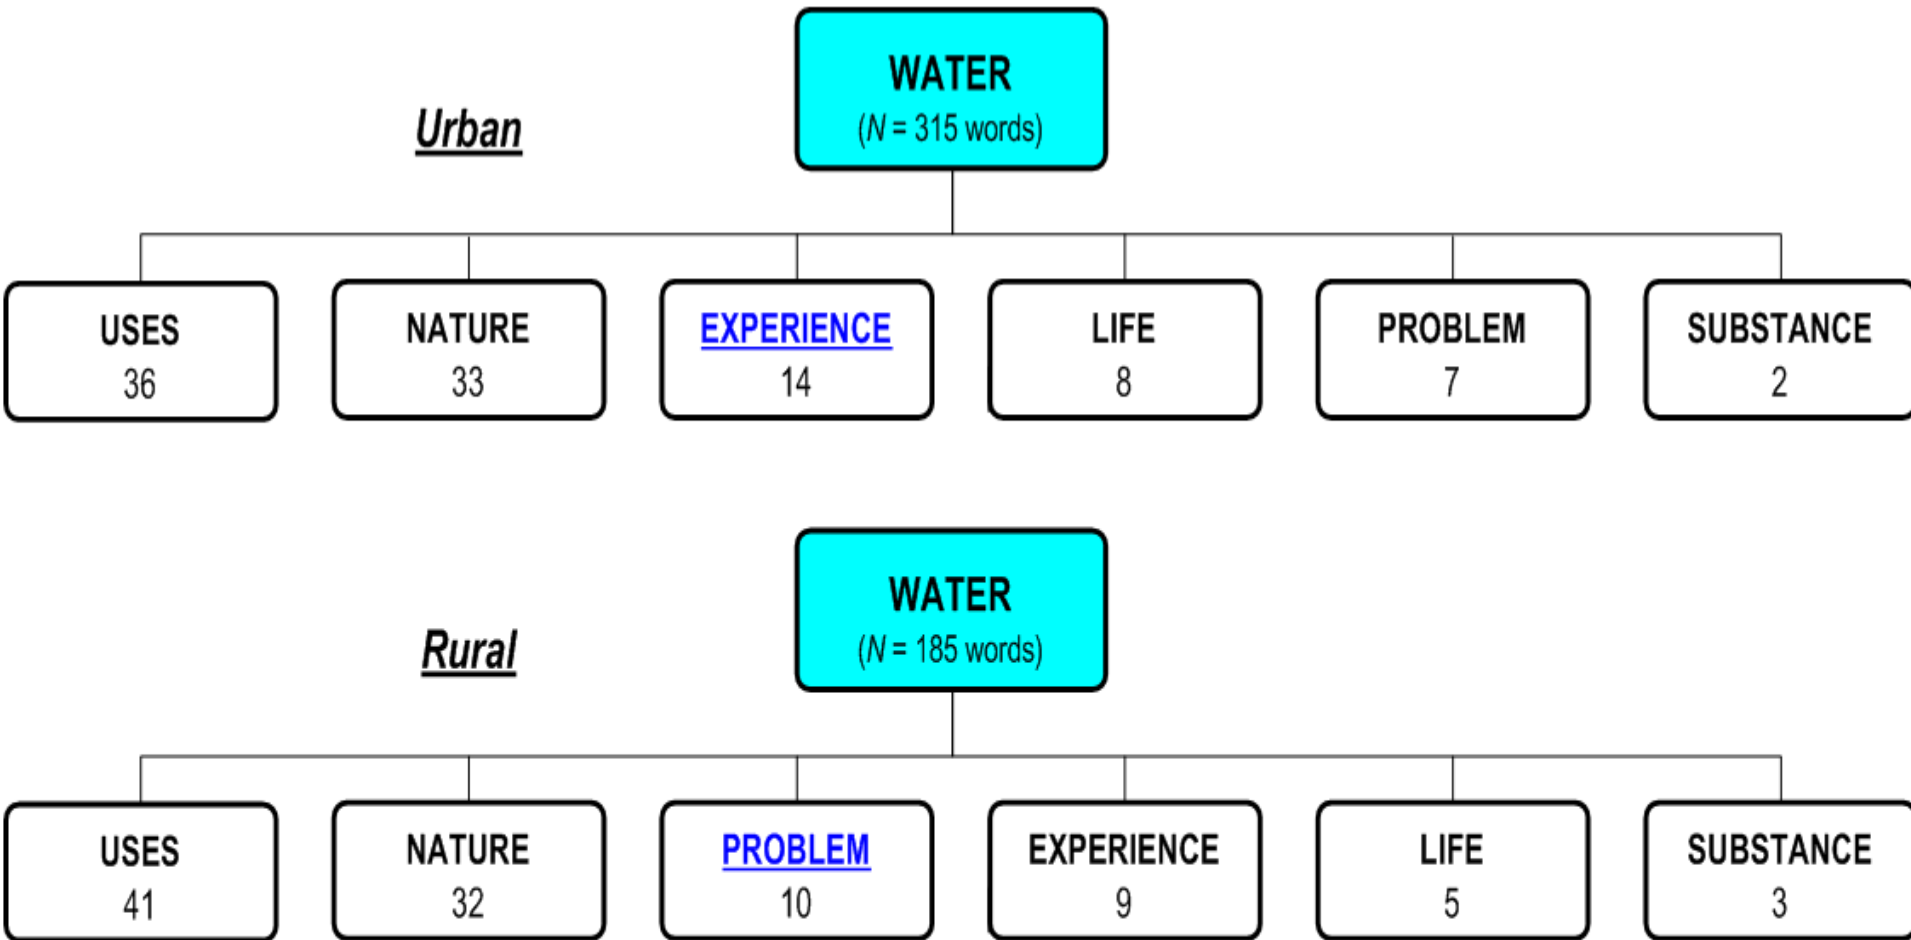 WATER
(N = 315 words)
Urban
USES
36
NATURE
33
EXPERIENCE
14
LIFE
8
PROBLEM
7
SUBSTANCE
2
WATER
(N = 185 words)
Rural
USES
41
NATURE
32
PROBLEM
10
EXPERIENCE
9
LIFE
5
SUBSTANCE
3